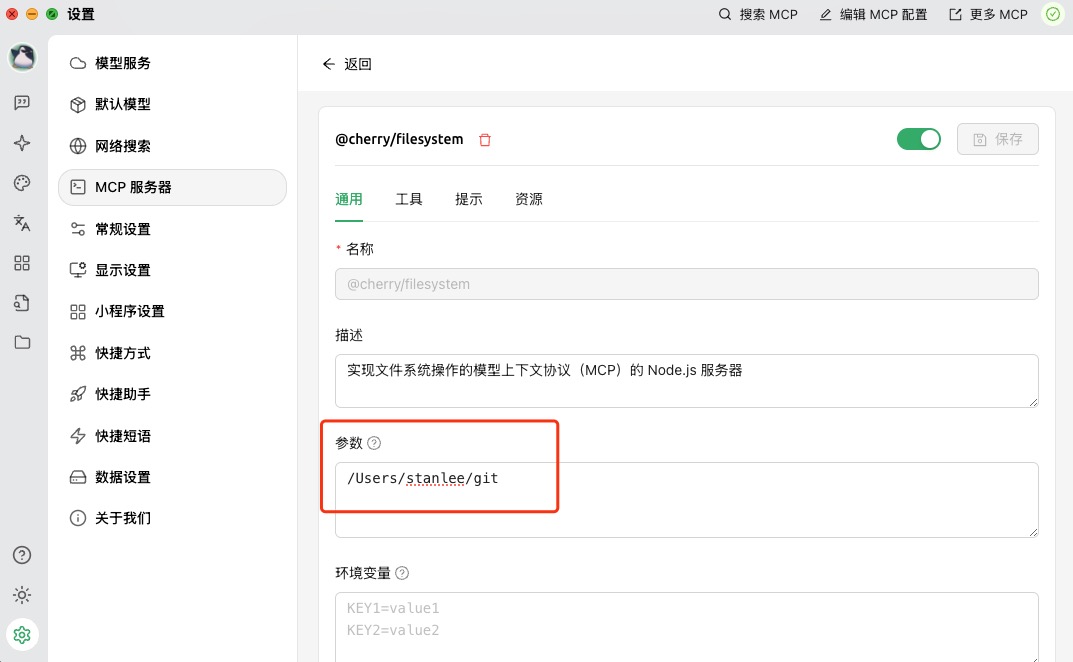 设置
搜索 MCP
编辑 MCP 配置
更多 MCP
模型服务
默认模型
网络搜索
MCP 服务器
常规设置
显示设置
小程序设置
快捷方式
快捷助手
快捷短语
数据设置
关于我们
返回
@cherry/filesystem
保存
通用
工具
提示
资源
* 名称
@cherry/filesystem
描述
实现文件系统操作的模型上下文协议（MCP）的 Node.js 服务器
参数
/Users/stanlee/git
环境变量
KEY1=value1
KEY2=value2